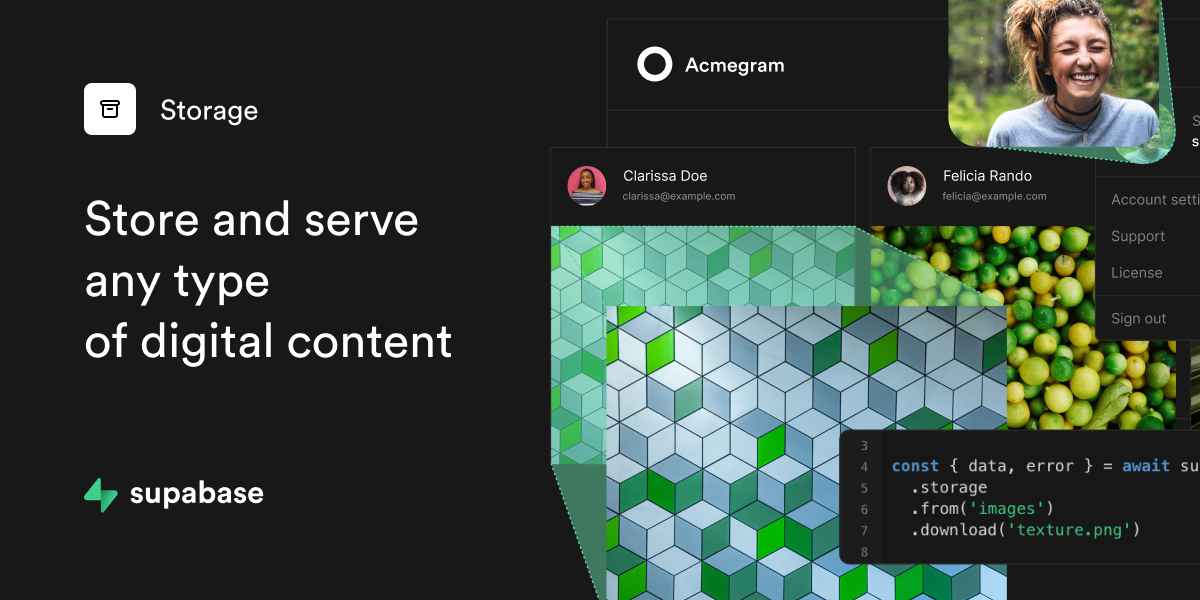 Storage
Store and serve
any type
of digital content
supabase
Acmegram
Clarissa Doe
clarissa@example.com
Felicia Rando
felicia@example.com
Account
Support
License
Sign out
3
4 const { data, error } = await
5 .storage
6 .from('images')
7 .download('texture.png')
8